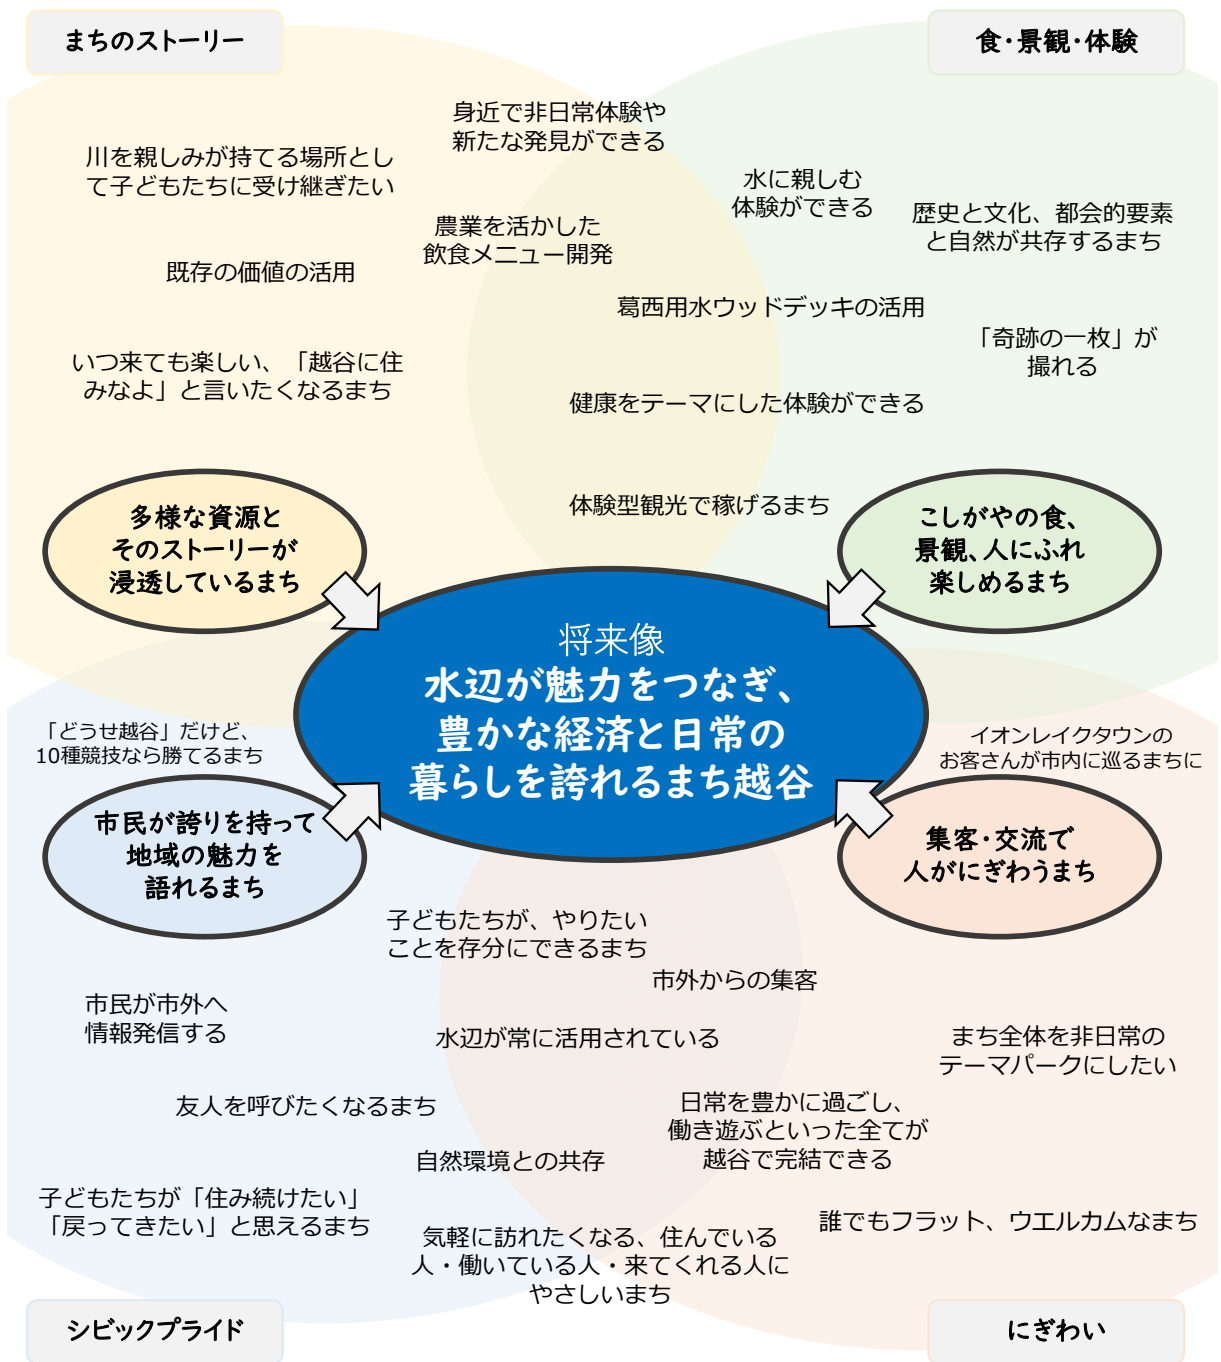 まちのストーリー
食・景観・体験
身近で非日常体験や
新たな発見ができる
川を親しみが持てる場所とし
て子どもたちに受け継ぎたい
水に親しむ
体験ができる
歴史と文化、都会的要素
と自然が共存するまち
農業を活かした
飲食メニュー開発
既存の価値の活用
葛西用水ウッドデッキの活用
「奇跡の一枚」が
撮れる
いつ来ても楽しい、「越谷に住
みなよ」と言いたくなるまち
健康をテーマにした体験ができる
体験型観光で稼げるまち
多様な資源と
そのストーリーが
浸透しているまち
こしがやの食、
景観、人にふれ
楽しめるまち
将来像
水辺が魅力をつなぎ、
豊かな経済と日常の
暮らしを誇れるまち越谷
「どうせ越谷」だけど、
10種競技なら勝てるまち
イオンレイクタウンの
お客さんが市内に巡るまちに
市民が誇りを持って
地域の魅力を
語れるまち
集客・交流で
人がにぎわうまち
子どもたちが、やりたい
ことを存分にできるまち
市外からの集客
市民が市外へ
情報発信する
水辺が常に活用されている
まち全体を非日常の
テーマパークにしたい
友人を呼びたくなるまち
日常を豊かに過ごし、
働き遊ぶといった全てが
越谷で完結できる
自然環境との共存
子どもたちが「住み続けたい」
「戻ってきたい」と思えるまち
気軽に訪れたくなる、住んでいる
人・働いている人・来てくれる人に
やさしいまち
誰でもフラット、ウエルカムなまち
シビックプライド
にぎわい